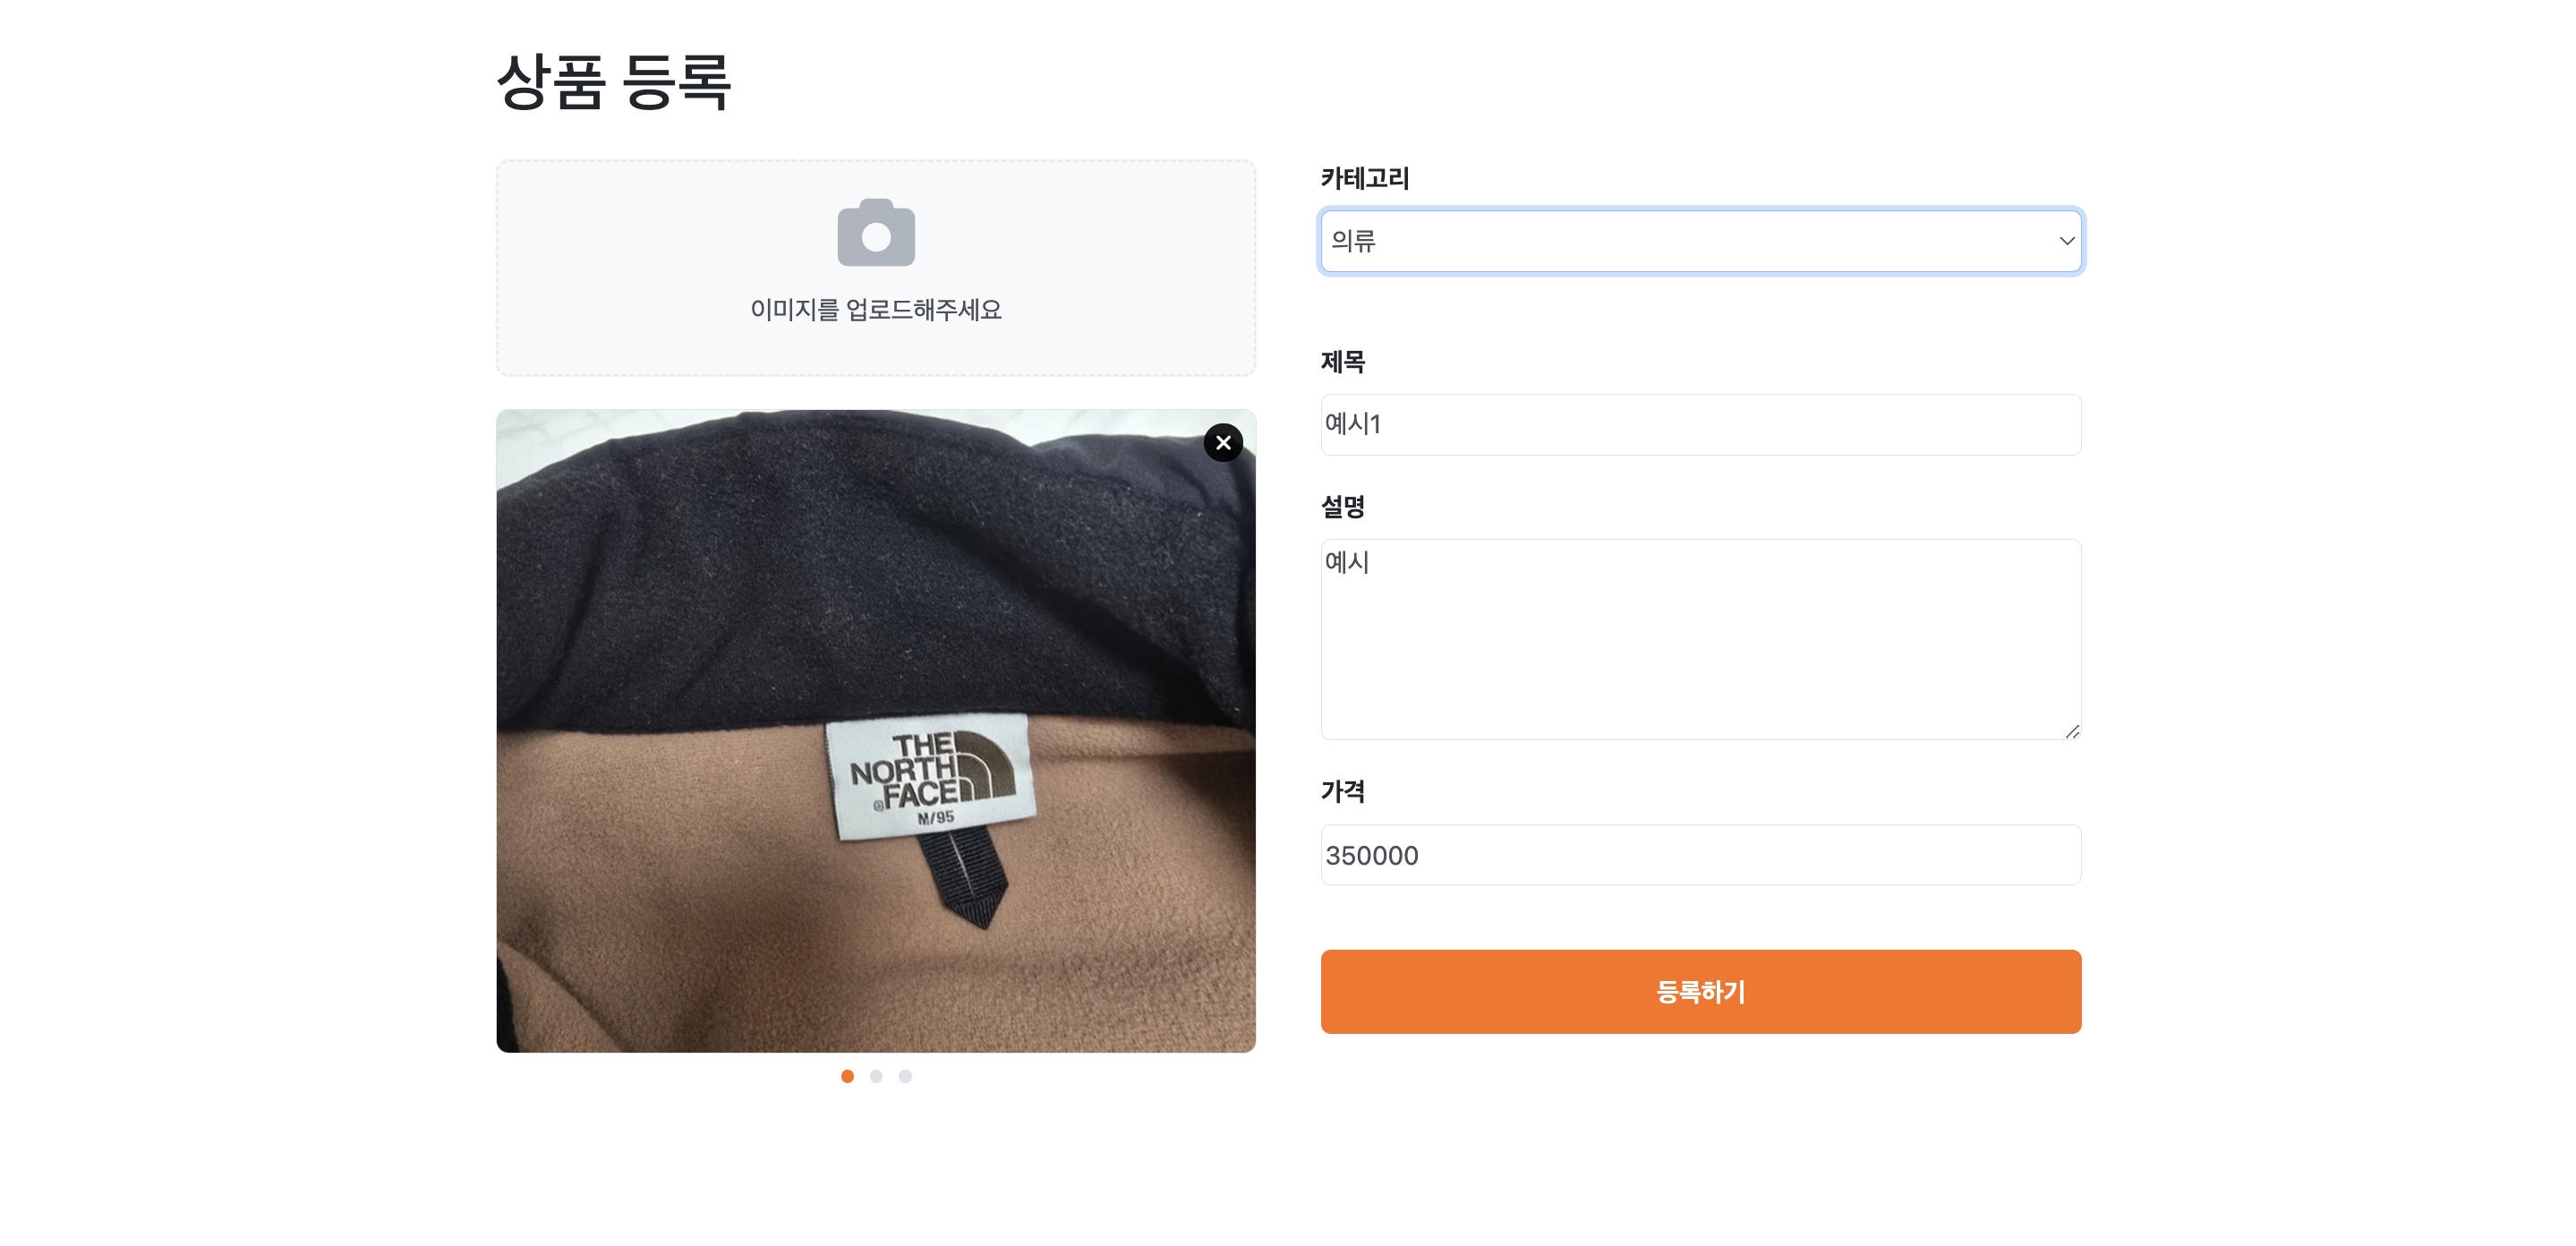 상품 등록
이미지를 업로드해주세요
THE
NORTH
FACE
M/95
카테고리
의류
제목
예시1
설명
예시
가격
350000
등록하기